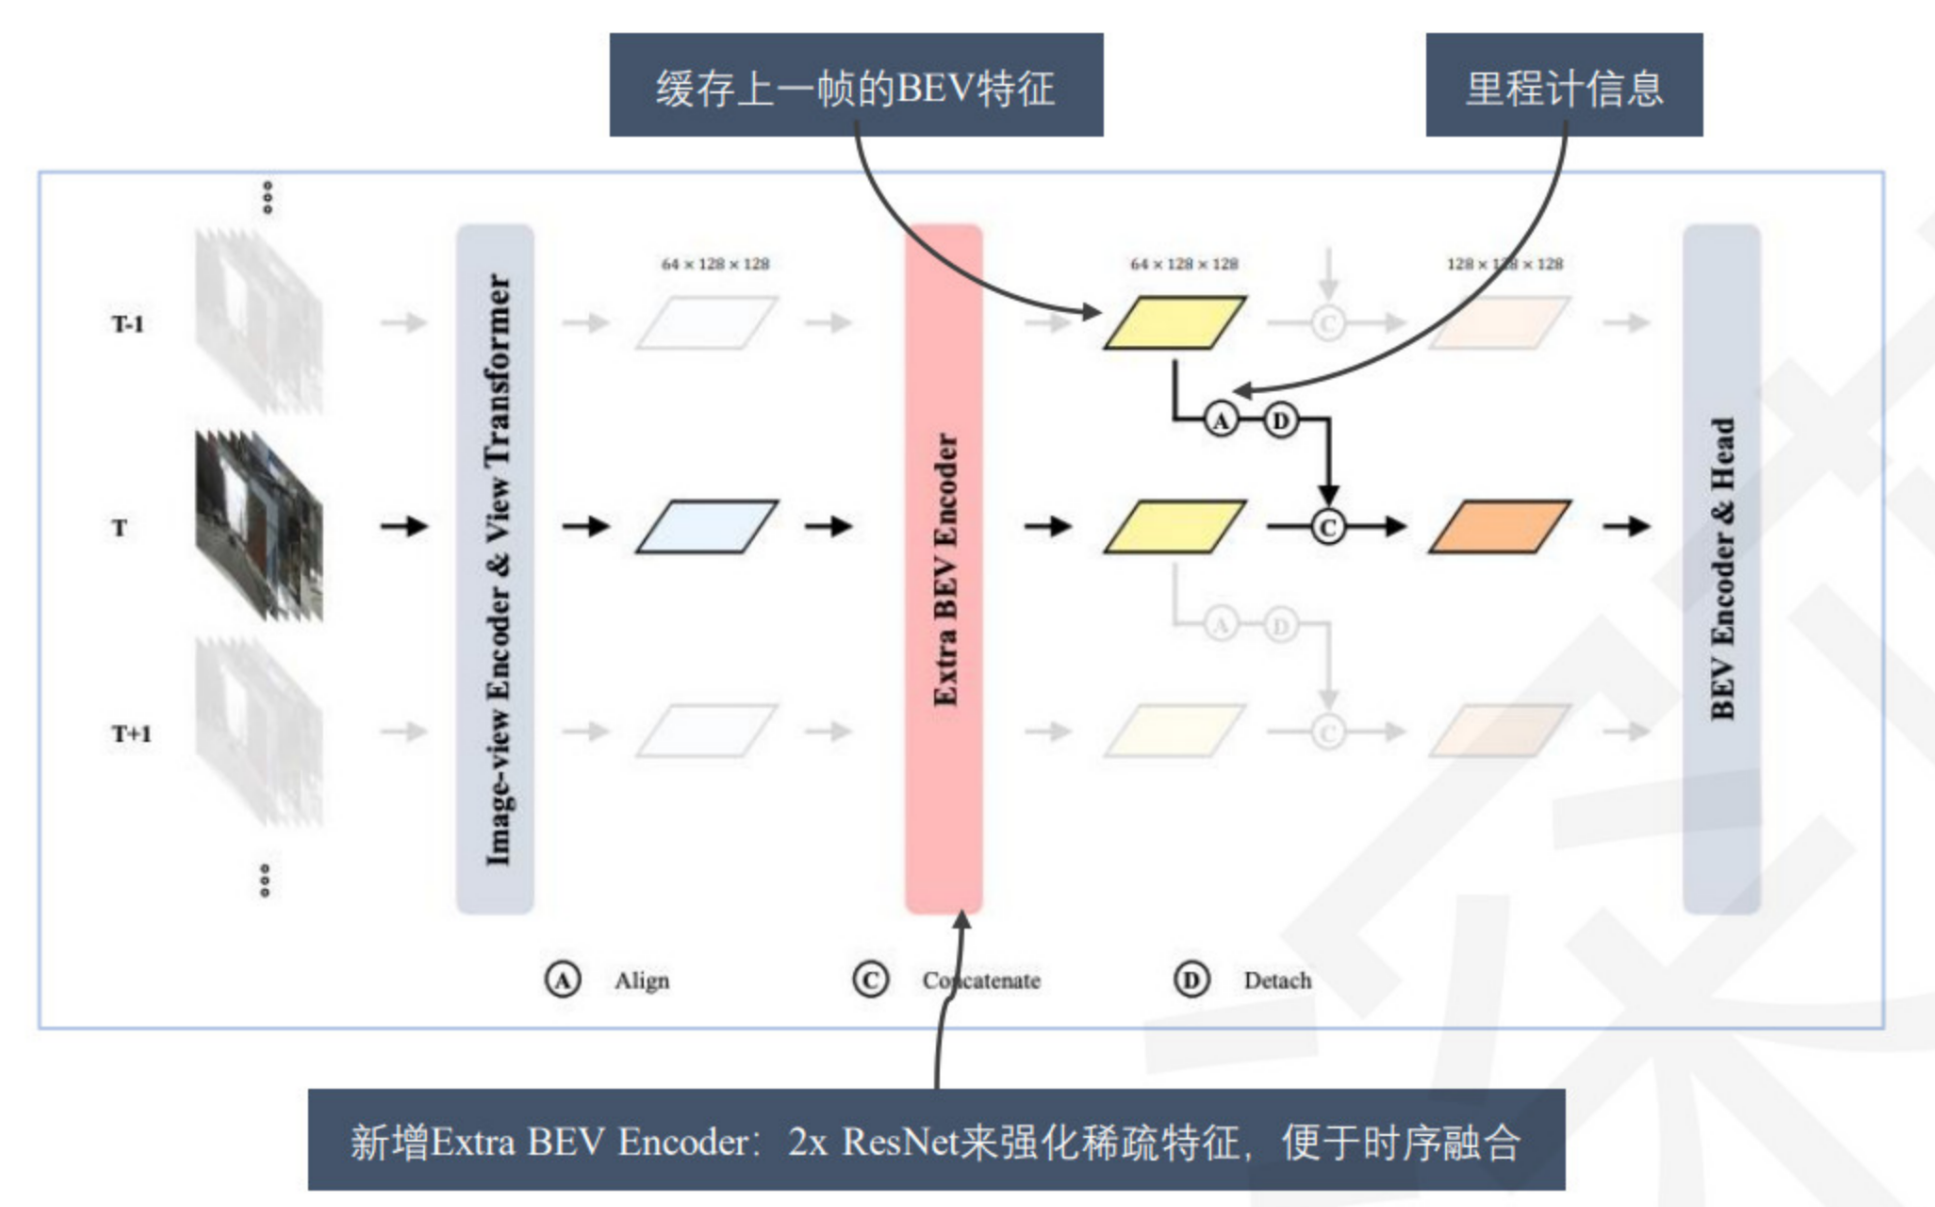 缓存上一帧的BEV特征
里程计信息
64 × 128 × 128
64 × 128 × 128
128 × 128 × 128
T-1
C
A
D
T
C
A
D
T+1
C
Image-view Encoder & View Transformer
Extra BEV Encoder
BEV Encoder & Head
A Align
C Concatenate
D Detach
新增Extra BEV Encoder：2x ResNet来强化稀疏特征，便于时序融合